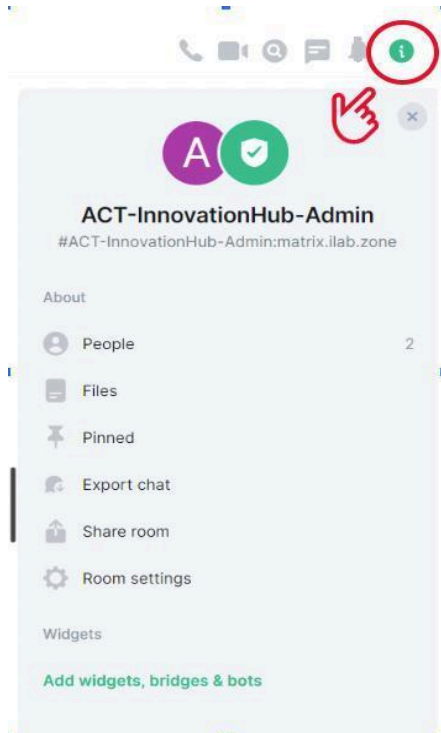 A
ACT-InnovationHub-Admin
#ACT-InnovationHub-Admin:matrix.ilab.zone
About
People 2
Files
Pinned
Export chat
Share room
Room settings
Widgets
Add widgets, bridges & bots